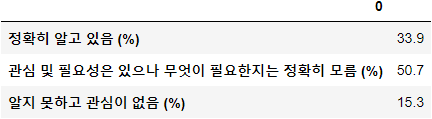 0
정확히 알고 있음 (%) 33.9
관심 및 필요성은 있으나 무엇이 필요한지는 정확히 모름 (%) 50.7
알지 못하고 관심이 없음 (%) 15.3